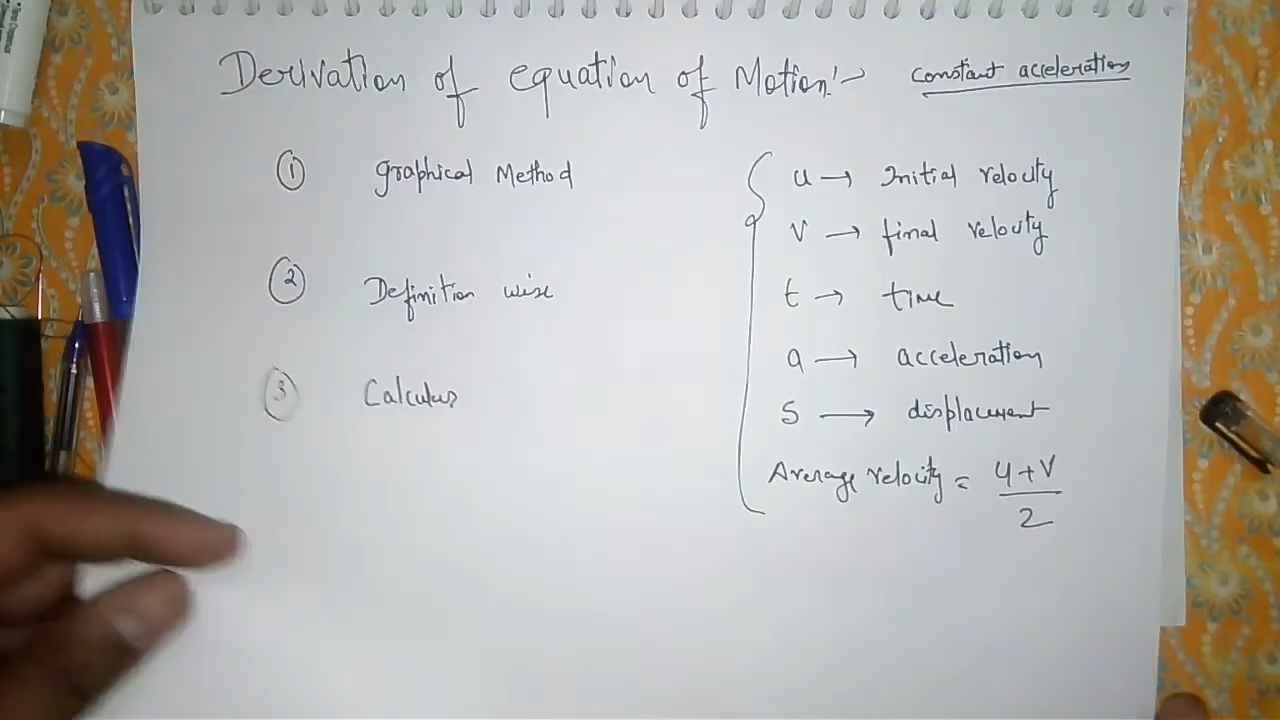 Derivation of equation of Motion:- constant acceleration
① Graphical Method
② Definition wise
③ Calculus
u → Initial velocity
v → final velocity
t → time
a → acceleration
s → displacement
Average velocity = u+v/2